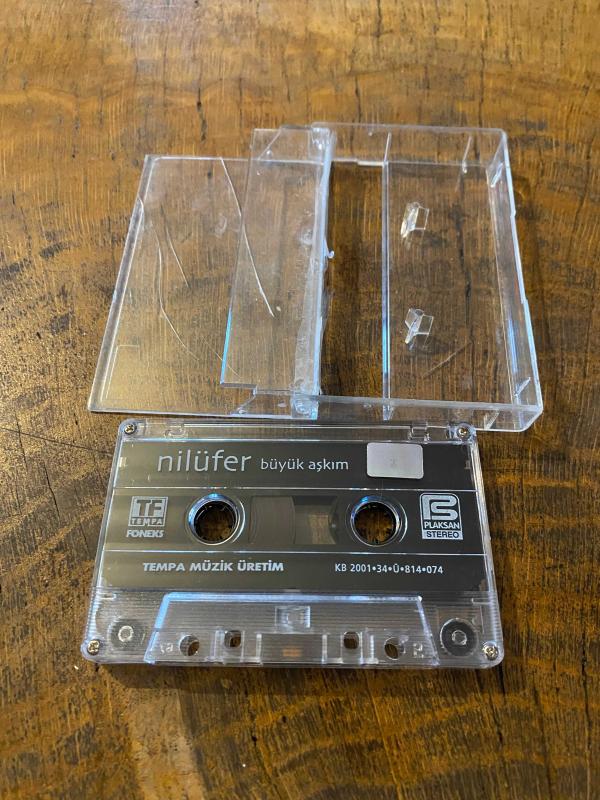 nilüfer büyük aşkım
TF
TEMPA
FONEKS
PLAKSAN
STEREO
TEMPA MÜZİK ÜRETİM
KB 2001•34•Ü•814•074